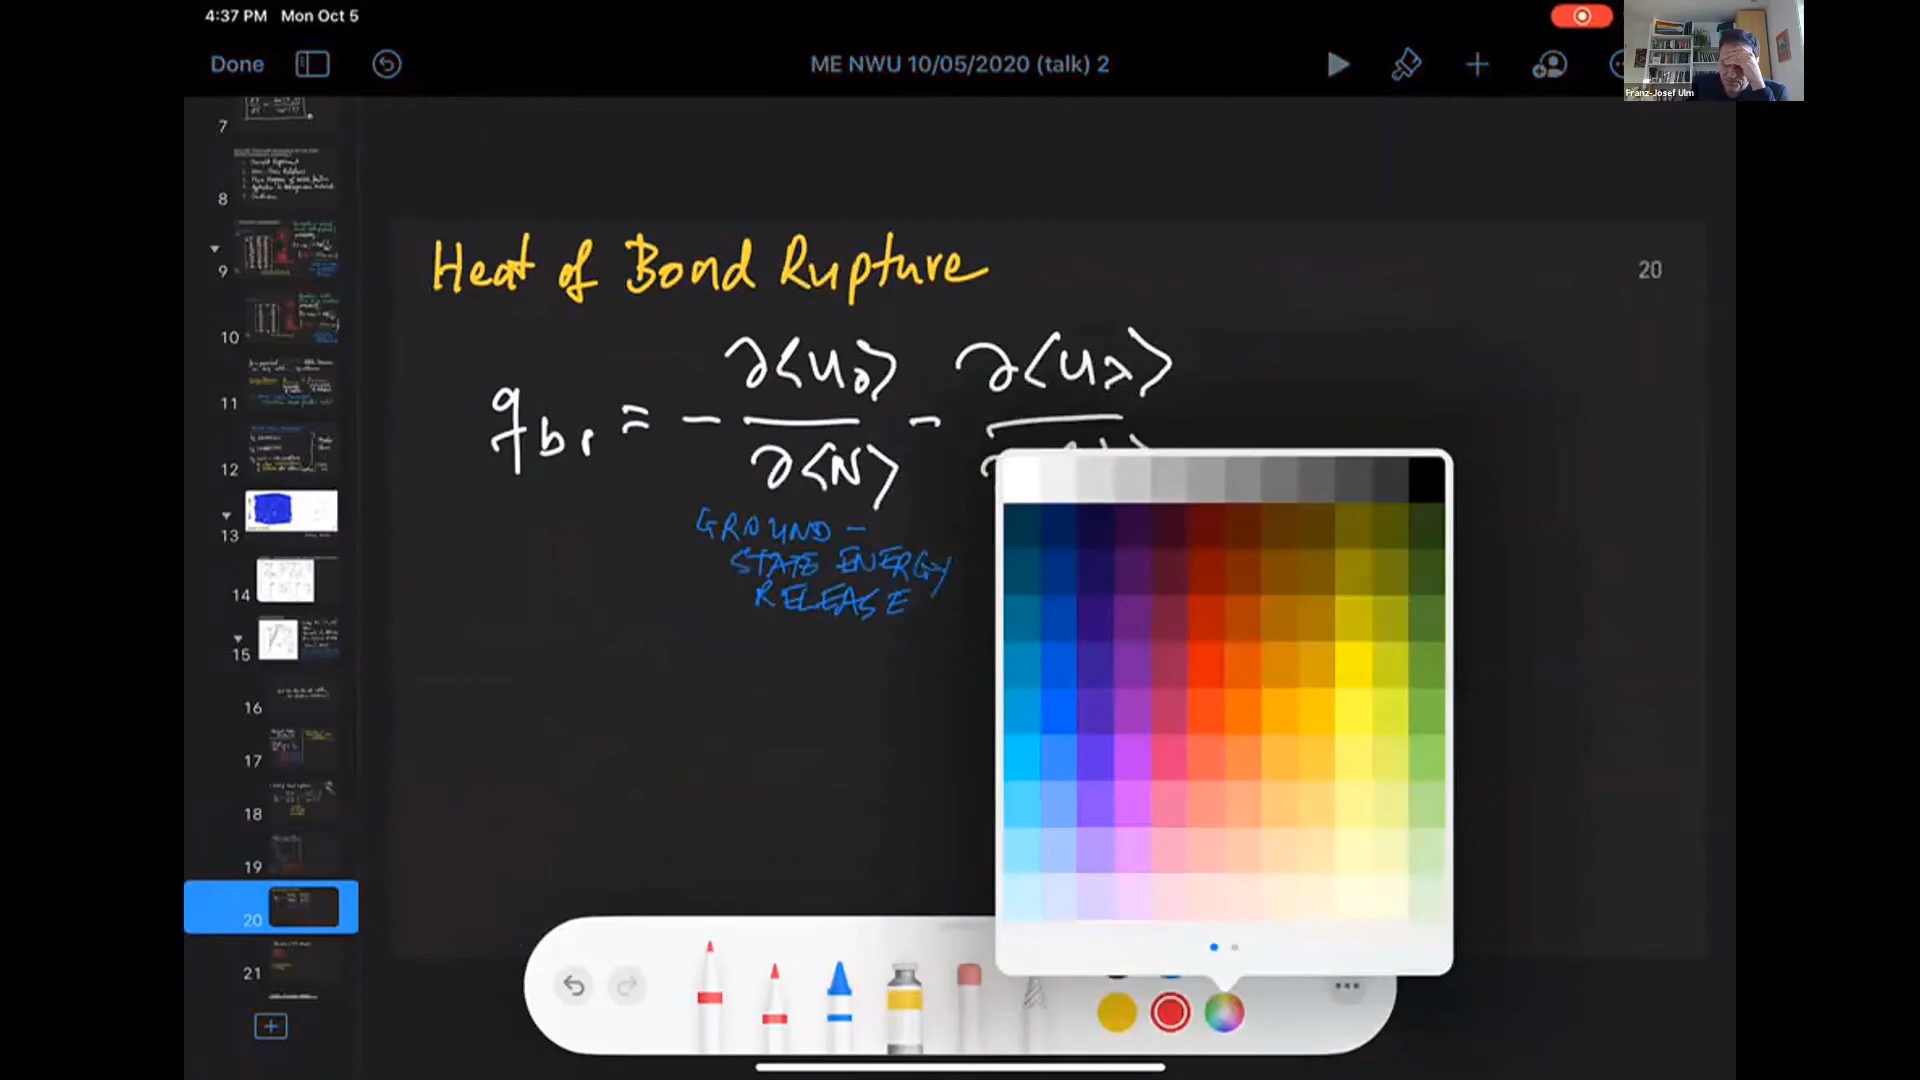 4:37 PM Mon Oct 5
Done
ME NWU 10/05/2020 (talk) 2
Franz-Josef Ulm
7
8
9
10
11
12
13
14
15
16
17
18
19
20
21
Heat of Bond Rupture
20
q_br = - ∂⟨U_0⟩/∂⟨N⟩ - ∂⟨U_λ⟩
GROUND -
STATE ENERGY
RELEASE